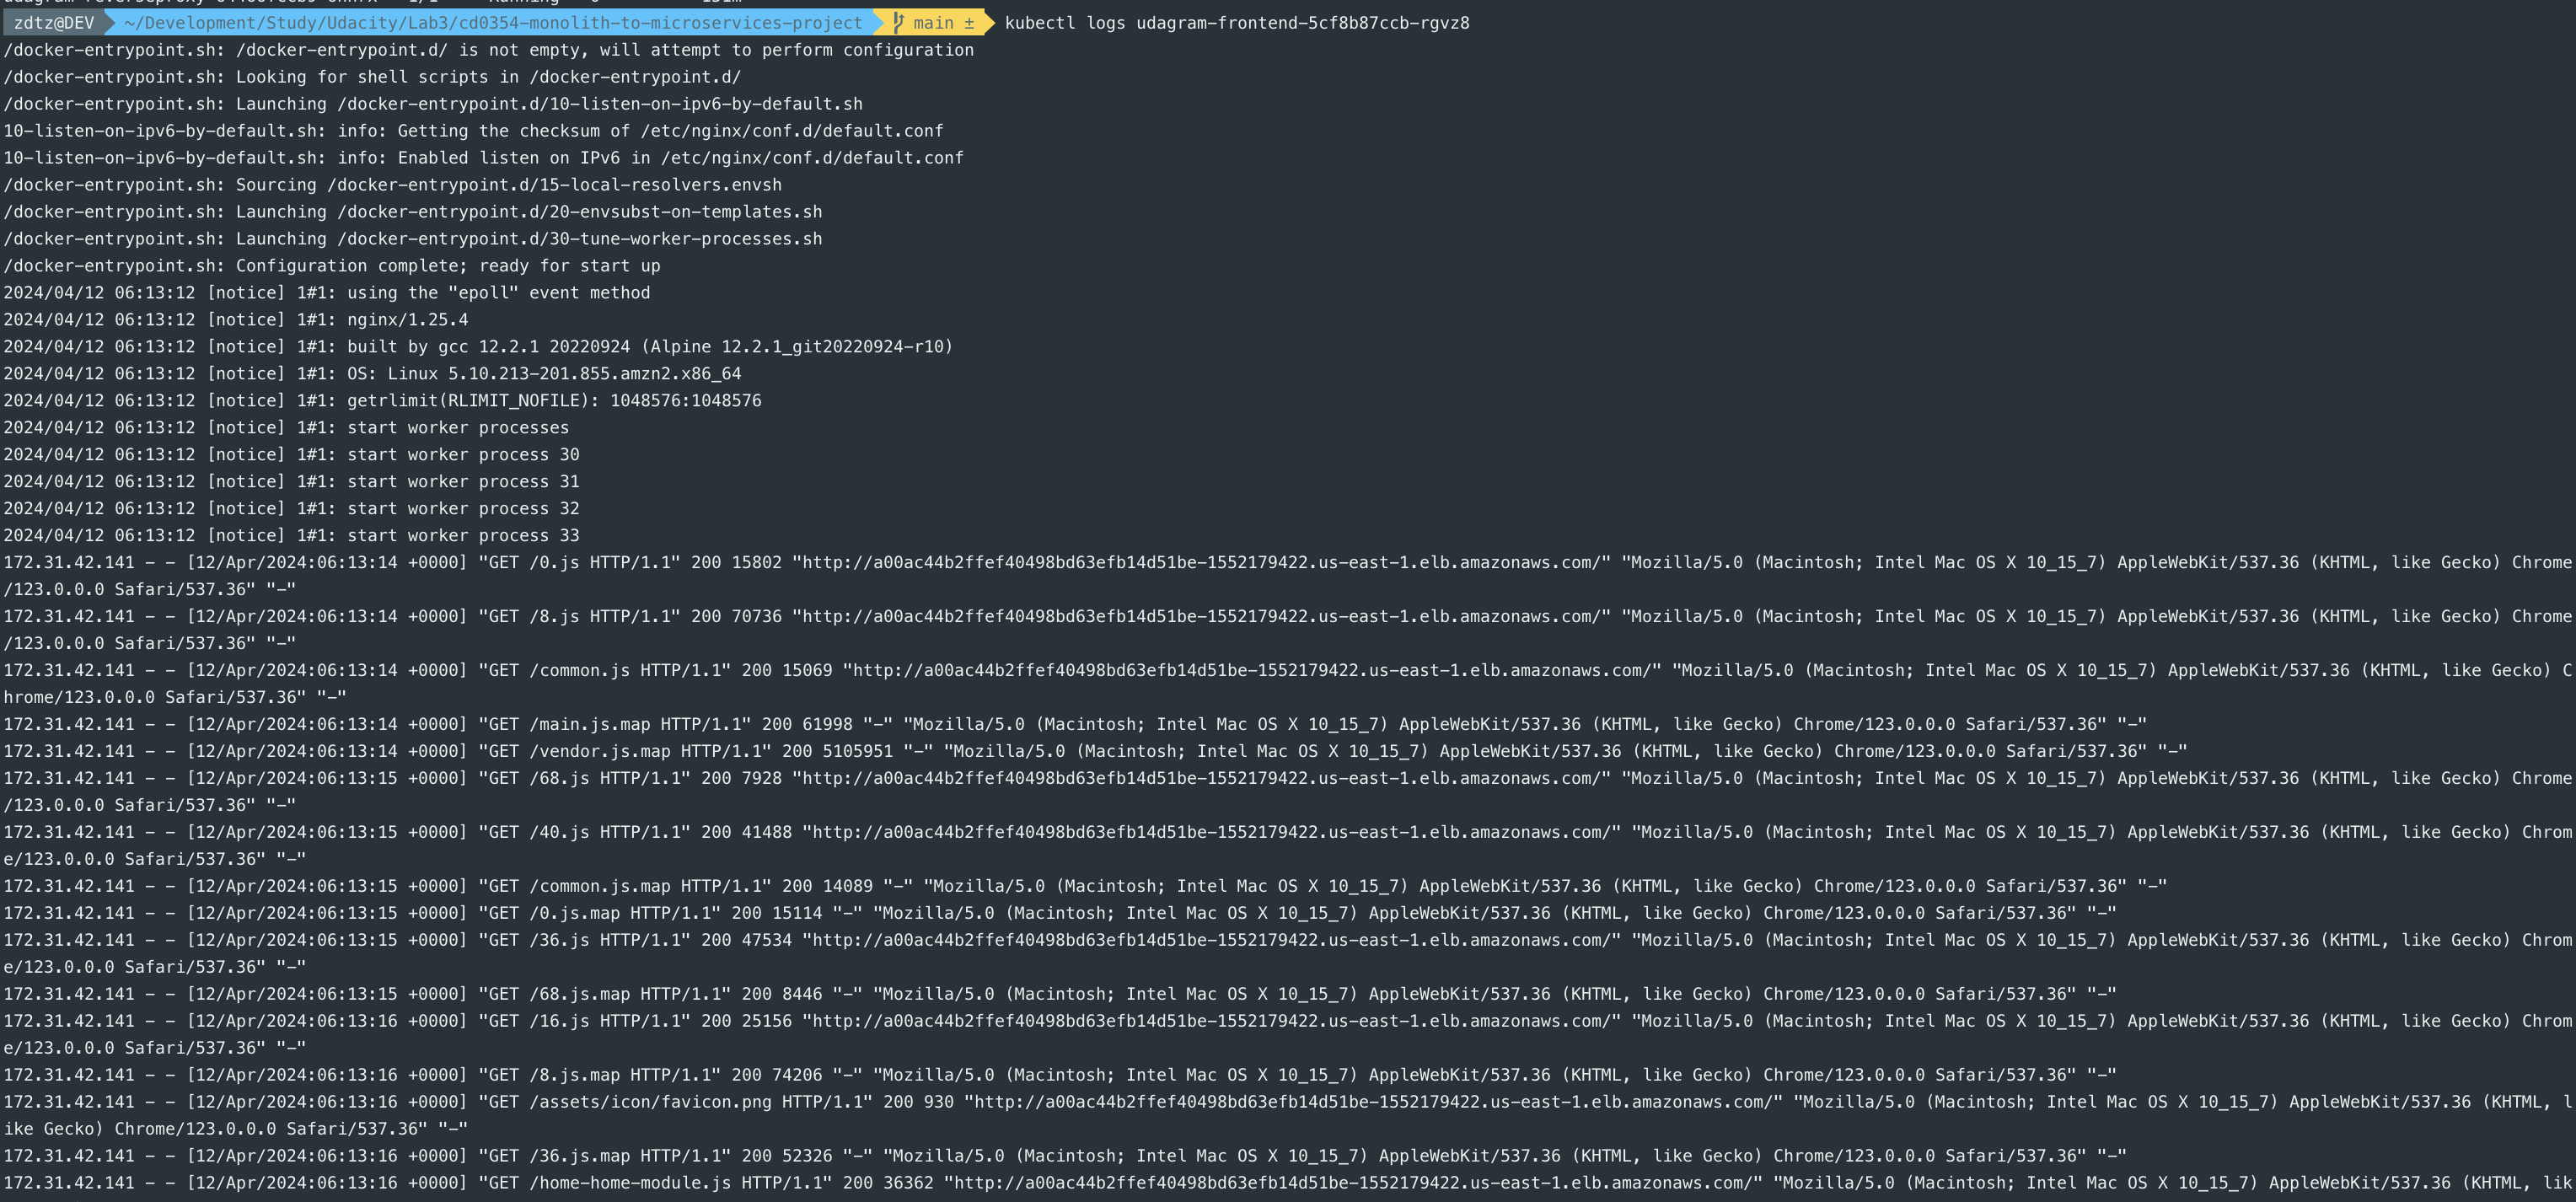 zdtz@DEV ~/Development/Study/Udacity/Lab3/cd0354-monolith-to-microservices-project main ± kubectl logs udagram-frontend-5cf8b87ccb-rgvz8
/docker-entrypoint.sh: /docker-entrypoint.d/ is not empty, will attempt to perform configuration
/docker-entrypoint.sh: Looking for shell scripts in /docker-entrypoint.d/
/docker-entrypoint.sh: Launching /docker-entrypoint.d/10-listen-on-ipv6-by-default.sh
10-listen-on-ipv6-by-default.sh: info: Getting the checksum of /etc/nginx/conf.d/default.conf
10-listen-on-ipv6-by-default.sh: info: Enabled listen on IPv6 in /etc/nginx/conf.d/default.conf
/docker-entrypoint.sh: Sourcing /docker-entrypoint.d/15-local-resolvers.envsh
/docker-entrypoint.sh: Launching /docker-entrypoint.d/20-envsubst-on-templates.sh
/docker-entrypoint.sh: Launching /docker-entrypoint.d/30-tune-worker-processes.sh
/docker-entrypoint.sh: Configuration complete; ready for start up
2024/04/12 06:13:12 [notice] 1#1: using the "epoll" event method
2024/04/12 06:13:12 [notice] 1#1: nginx/1.25.4
2024/04/12 06:13:12 [notice] 1#1: built by gcc 12.2.1 20220924 (Alpine 12.2.1_git20220924-r10)
2024/04/12 06:13:12 [notice] 1#1: OS: Linux 5.10.213-201.855.amzn2.x86_64
2024/04/12 06:13:12 [notice] 1#1: getrlimit(RLIMIT_NOFILE): 1048576:1048576
2024/04/12 06:13:12 [notice] 1#1: start worker processes
2024/04/12 06:13:12 [notice] 1#1: start worker process 30
2024/04/12 06:13:12 [notice] 1#1: start worker process 31
2024/04/12 06:13:12 [notice] 1#1: start worker process 32
2024/04/12 06:13:12 [notice] 1#1: start worker process 33
172.31.42.141 - - [12/Apr/2024:06:13:14 +0000] "GET /0.js HTTP/1.1" 200 15802 "http://a00ac44b2ffef40498bd63efb14d51be-1552179422.us-east-1.elb.amazonaws.com/" "Mozilla/5.0 (Macintosh; Intel Mac OS X 10_15_7) AppleWebKit/537.36 (KHTML, like Gecko) Chrome
/123.0.0.0 Safari/537.36" "-"
172.31.42.141 - - [12/Apr/2024:06:13:14 +0000] "GET /8.js HTTP/1.1" 200 70736 "http://a00ac44b2ffef40498bd63efb14d51be-1552179422.us-east-1.elb.amazonaws.com/" "Mozilla/5.0 (Macintosh; Intel Mac OS X 10_15_7) AppleWebKit/537.36 (KHTML, like Gecko) Chrome
/123.0.0.0 Safari/537.36" "-"
172.31.42.141 - - [12/Apr/2024:06:13:14 +0000] "GET /common.js HTTP/1.1" 200 15069 "http://a00ac44b2ffef40498bd63efb14d51be-1552179422.us-east-1.elb.amazonaws.com/" "Mozilla/5.0 (Macintosh; Intel Mac OS X 10_15_7) AppleWebKit/537.36 (KHTML, like Gecko) C
hrome/123.0.0.0 Safari/537.36" "-"
172.31.42.141 - - [12/Apr/2024:06:13:14 +0000] "GET /main.js.map HTTP/1.1" 200 61998 "-" "Mozilla/5.0 (Macintosh; Intel Mac OS X 10_15_7) AppleWebKit/537.36 (KHTML, like Gecko) Chrome/123.0.0.0 Safari/537.36" "-"
172.31.42.141 - - [12/Apr/2024:06:13:14 +0000] "GET /vendor.js.map HTTP/1.1" 200 5105951 "-" "Mozilla/5.0 (Macintosh; Intel Mac OS X 10_15_7) AppleWebKit/537.36 (KHTML, like Gecko) Chrome/123.0.0.0 Safari/537.36" "-"
172.31.42.141 - - [12/Apr/2024:06:13:15 +0000] "GET /68.js HTTP/1.1" 200 7928 "http://a00ac44b2ffef40498bd63efb14d51be-1552179422.us-east-1.elb.amazonaws.com/" "Mozilla/5.0 (Macintosh; Intel Mac OS X 10_15_7) AppleWebKit/537.36 (KHTML, like Gecko) Chrome
/123.0.0.0 Safari/537.36" "-"
172.31.42.141 - - [12/Apr/2024:06:13:15 +0000] "GET /40.js HTTP/1.1" 200 41488 "http://a00ac44b2ffef40498bd63efb14d51be-1552179422.us-east-1.elb.amazonaws.com/" "Mozilla/5.0 (Macintosh; Intel Mac OS X 10_15_7) AppleWebKit/537.36 (KHTML, like Gecko) Chrom
e/123.0.0.0 Safari/537.36" "-"
172.31.42.141 - - [12/Apr/2024:06:13:15 +0000] "GET /common.js.map HTTP/1.1" 200 14089 "-" "Mozilla/5.0 (Macintosh; Intel Mac OS X 10_15_7) AppleWebKit/537.36 (KHTML, like Gecko) Chrome/123.0.0.0 Safari/537.36" "-"
172.31.42.141 - - [12/Apr/2024:06:13:15 +0000] "GET /0.js.map HTTP/1.1" 200 15114 "-" "Mozilla/5.0 (Macintosh; Intel Mac OS X 10_15_7) AppleWebKit/537.36 (KHTML, like Gecko) Chrome/123.0.0.0 Safari/537.36" "-"
172.31.42.141 - - [12/Apr/2024:06:13:15 +0000] "GET /36.js HTTP/1.1" 200 47534 "http://a00ac44b2ffef40498bd63efb14d51be-1552179422.us-east-1.elb.amazonaws.com/" "Mozilla/5.0 (Macintosh; Intel Mac OS X 10_15_7) AppleWebKit/537.36 (KHTML, like Gecko) Chrom
e/123.0.0.0 Safari/537.36" "-"
172.31.42.141 - - [12/Apr/2024:06:13:15 +0000] "GET /68.js.map HTTP/1.1" 200 8446 "-" "Mozilla/5.0 (Macintosh; Intel Mac OS X 10_15_7) AppleWebKit/537.36 (KHTML, like Gecko) Chrome/123.0.0.0 Safari/537.36" "-"
172.31.42.141 - - [12/Apr/2024:06:13:16 +0000] "GET /16.js HTTP/1.1" 200 25156 "http://a00ac44b2ffef40498bd63efb14d51be-1552179422.us-east-1.elb.amazonaws.com/" "Mozilla/5.0 (Macintosh; Intel Mac OS X 10_15_7) AppleWebKit/537.36 (KHTML, like Gecko) Chrom
e/123.0.0.0 Safari/537.36" "-"
172.31.42.141 - - [12/Apr/2024:06:13:16 +0000] "GET /8.js.map HTTP/1.1" 200 74206 "-" "Mozilla/5.0 (Macintosh; Intel Mac OS X 10_15_7) AppleWebKit/537.36 (KHTML, like Gecko) Chrome/123.0.0.0 Safari/537.36" "-"
172.31.42.141 - - [12/Apr/2024:06:13:16 +0000] "GET /assets/icon/favicon.png HTTP/1.1" 200 930 "http://a00ac44b2ffef40498bd63efb14d51be-1552179422.us-east-1.elb.amazonaws.com/" "Mozilla/5.0 (Macintosh; Intel Mac OS X 10_15_7) AppleWebKit/537.36 (KHTML, l
ike Gecko) Chrome/123.0.0.0 Safari/537.36" "-"
172.31.42.141 - - [12/Apr/2024:06:13:16 +0000] "GET /36.js.map HTTP/1.1" 200 52326 "-" "Mozilla/5.0 (Macintosh; Intel Mac OS X 10_15_7) AppleWebKit/537.36 (KHTML, like Gecko) Chrome/123.0.0.0 Safari/537.36" "-"
172.31.42.141 - - [12/Apr/2024:06:13:16 +0000] "GET /home-home-module.js HTTP/1.1" 200 36362 "http://a00ac44b2ffef40498bd63efb14d51be-1552179422.us-east-1.elb.amazonaws.com/" "Mozilla/5.0 (Macintosh; Intel Mac OS X 10_15_7) AppleWebKit/537.36 (KHTML, lik